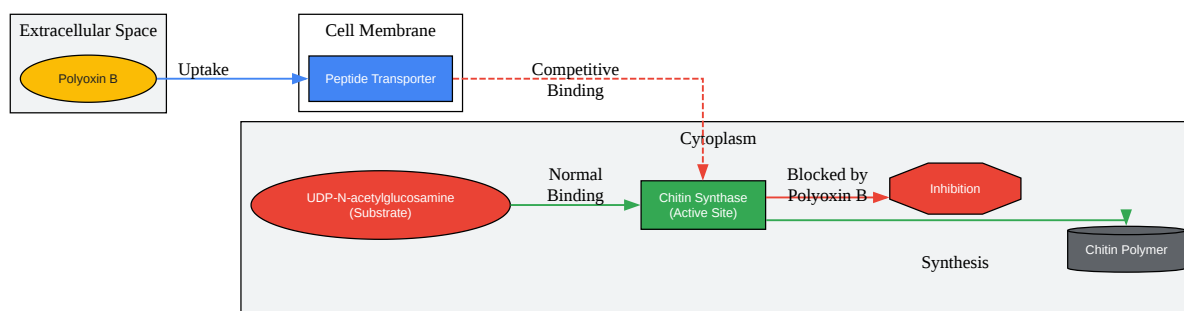 Extracellular Space
Polyoxin B
Uptake
Cell Membrane
Peptide Transporter
Competitive
Binding
Cytoplasm
UDP-N-acetylglucosamine
(Substrate)
Normal
Binding
Chitin Synthase
(Active Site)
Blocked by
Polyoxin B
Inhibition
Synthesis
Chitin Polymer